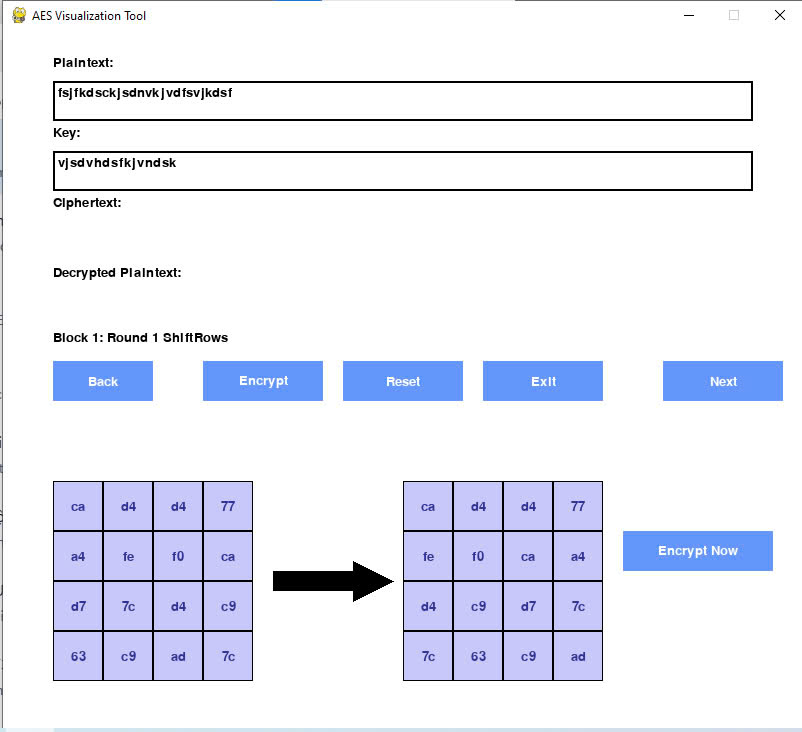 AES Visualization Tool
Plaintext:
fsjfkdsckjsdnvkjvdfsvjkdsf
Key:
vjsdvhdsfkjvndsk
Ciphertext:
Decrypted Plaintext:
Block 1: Round 1 ShiftRows
Back Encrypt Reset Exit Next
ca d4 d4 77 ca d4 d4 77
a4 fe f0 ca fe f0 ca a4
Encrypt Now
d7 7c d4 c9 d4 c9 d7 7c
63 c9 ad 7c 7c 63 c9 ad